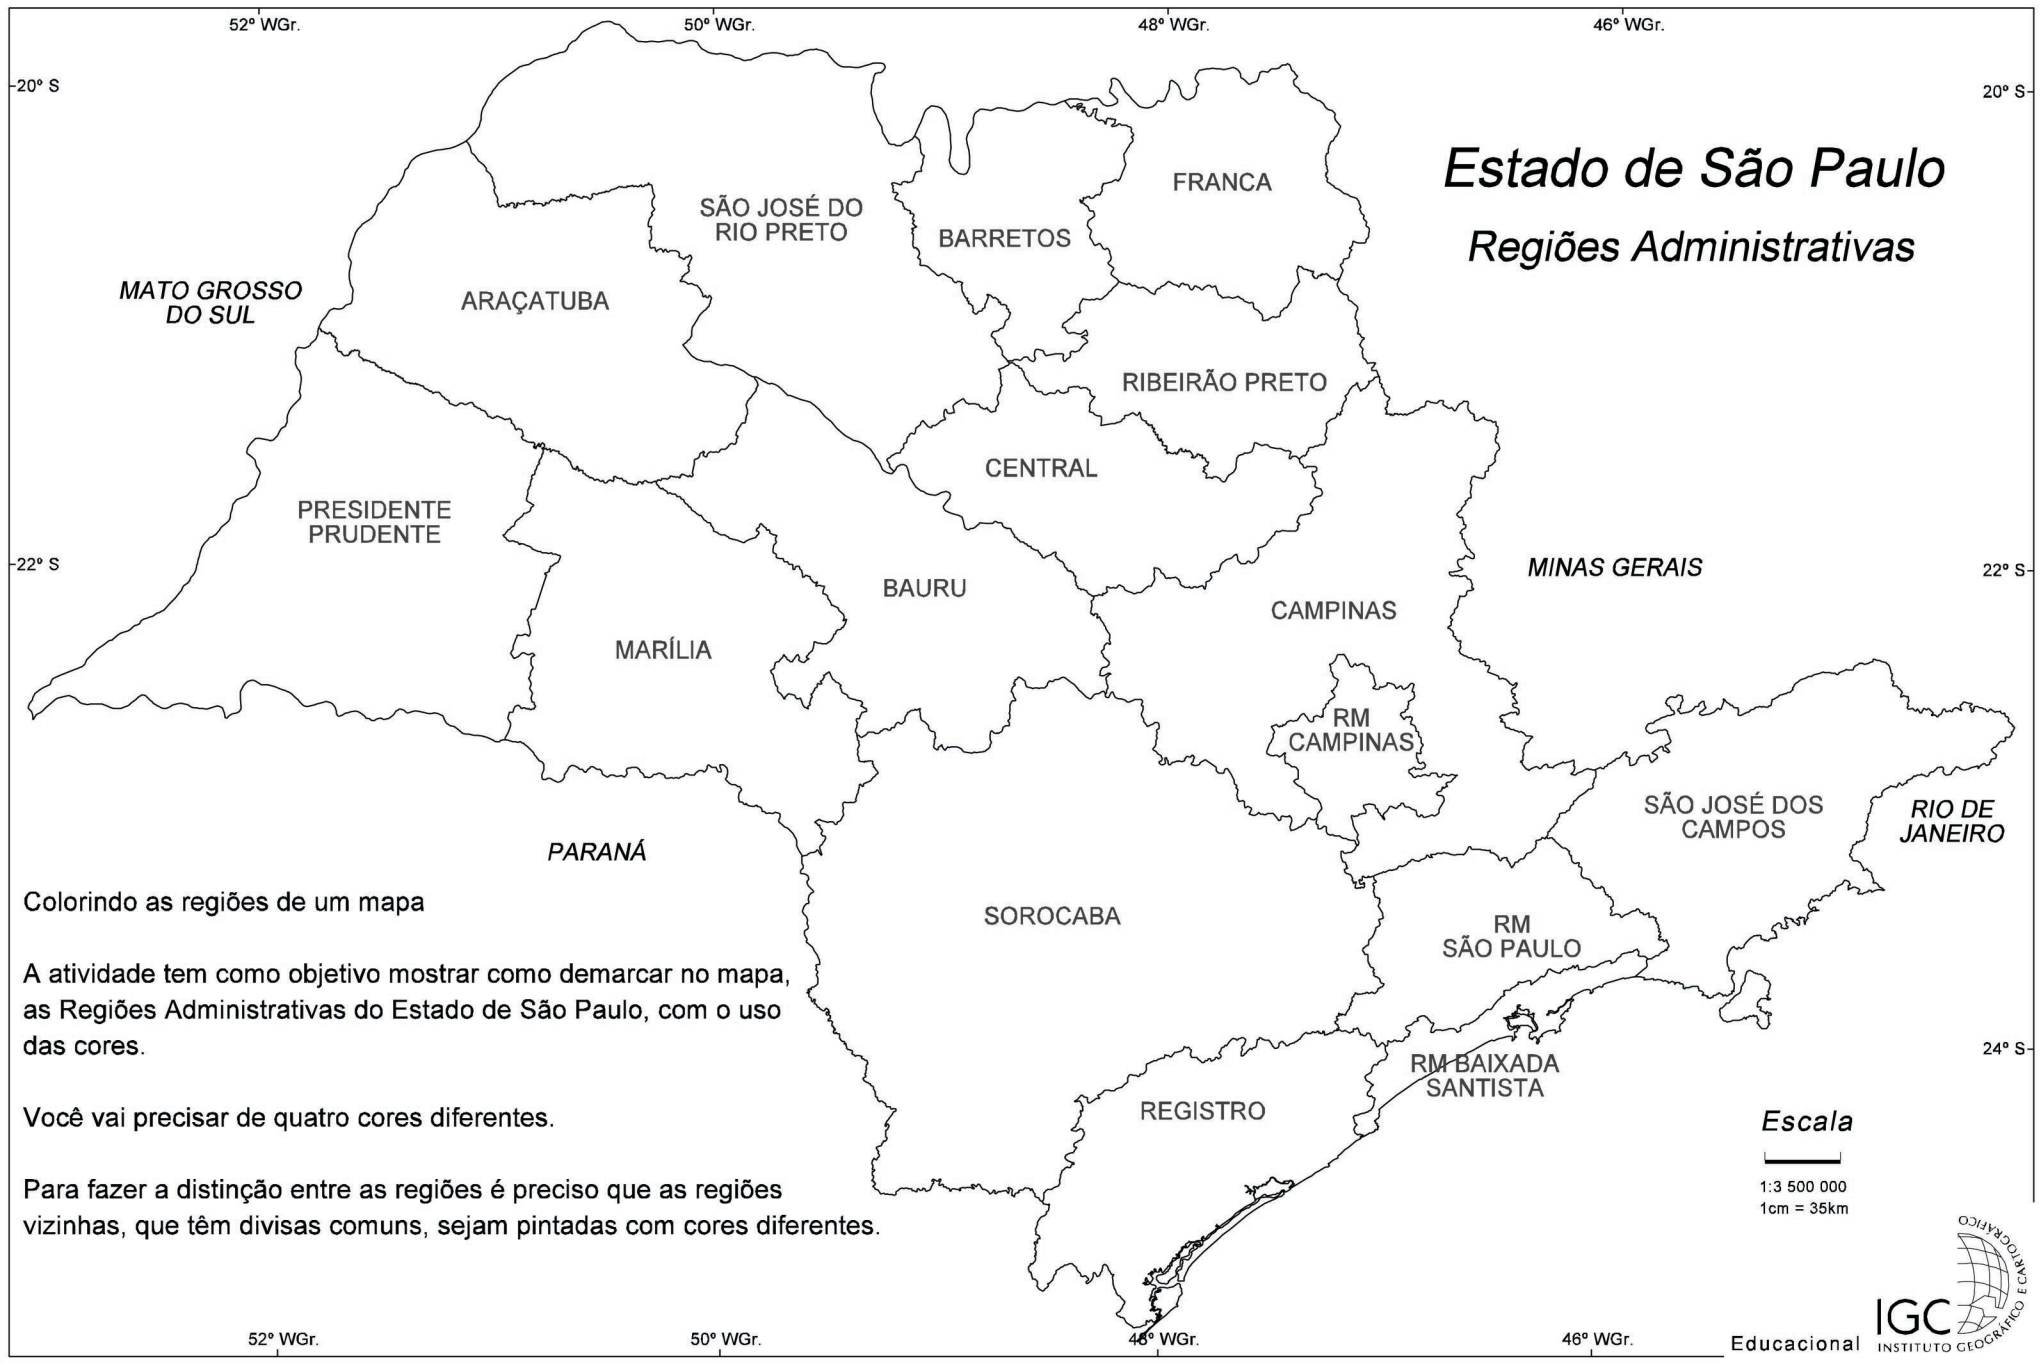 52º WGr.
50º WGr.
48º WGr.
46º WGr.
20º S
20º S
Estado de São Paulo
Regiões Administrativas
FRANCA
SÃO JOSÉ DO
RIO PRETO
BARRETOS
MATO GROSSO
DO SUL
ARAÇATUBA
RIBEIRÃO PRETO
CENTRAL
PRESIDENTE
PRUDENTE
22º S
22º S
MINAS GERAIS
BAURU
CAMPINAS
MARÍLIA
RM
CAMPINAS
SÃO JOSÉ DOS
CAMPOS
RIO DE
JANEIRO
PARANÁ
SOROCABA
RM
SÃO PAULO
Colorindo as regiões de um mapa
A atividade tem como objetivo mostrar como demarcar no mapa,
as Regiões Administrativas do Estado de São Paulo, com o uso
das cores.
Você vai precisar de quatro cores diferentes.
Para fazer a distinção entre as regiões é preciso que as regiões
vizinhas, que têm divisas comuns, sejam pintadas com cores diferentes.
24º S
RM BAIXADA
SANTISTA
REGISTRO
Escala
1:3 500 000
1cm = 35km
52º WGr.
50º WGr.
48º WGr.
46º WGr.
Educacional
IGC
INSTITUTO GEOGRÁFICO E CARTOGRÁFICO